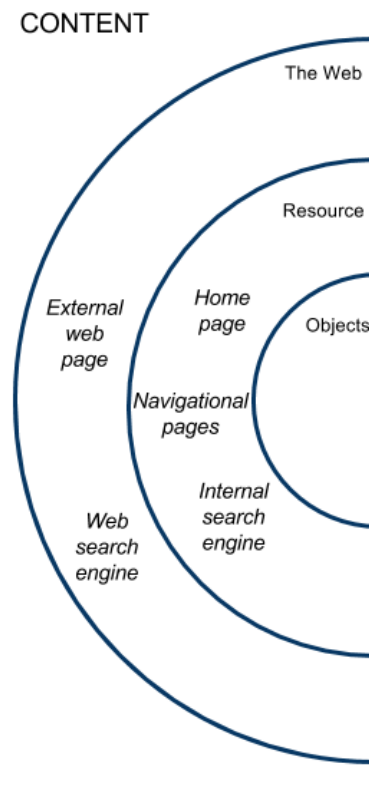 CONTENT
The Web
Resource
Objects
External
web
page
Home
page
Navigational
pages
Internal
search
engine
Web
search
engine